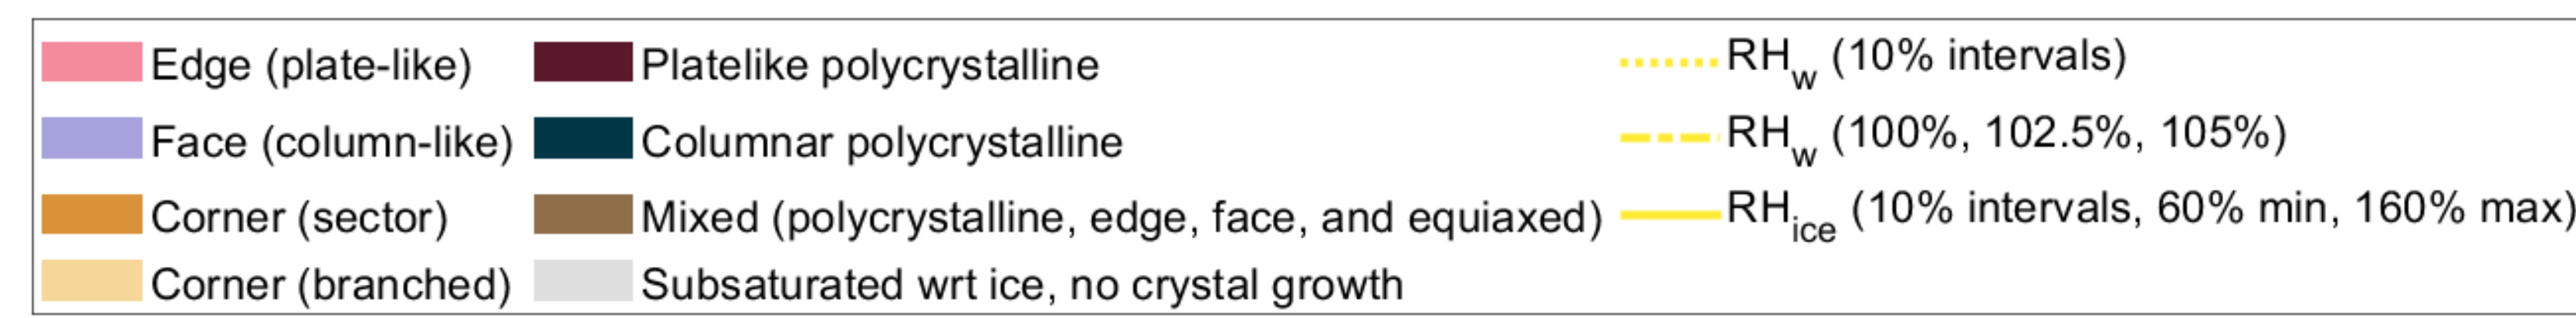 Edge (plate-like)
Face (column-like)
Corner (sector)
Corner (branched)
Platelike polycrystalline
Columnar polycrystalline
Mixed (polycrystalline, edge, face, and equiaxed)
Subsaturated wrt ice, no crystal growth
RHw (10% intervals)
RHw (100%, 102.5%, 105%)
RHice (10% intervals, 60% min, 160% max)